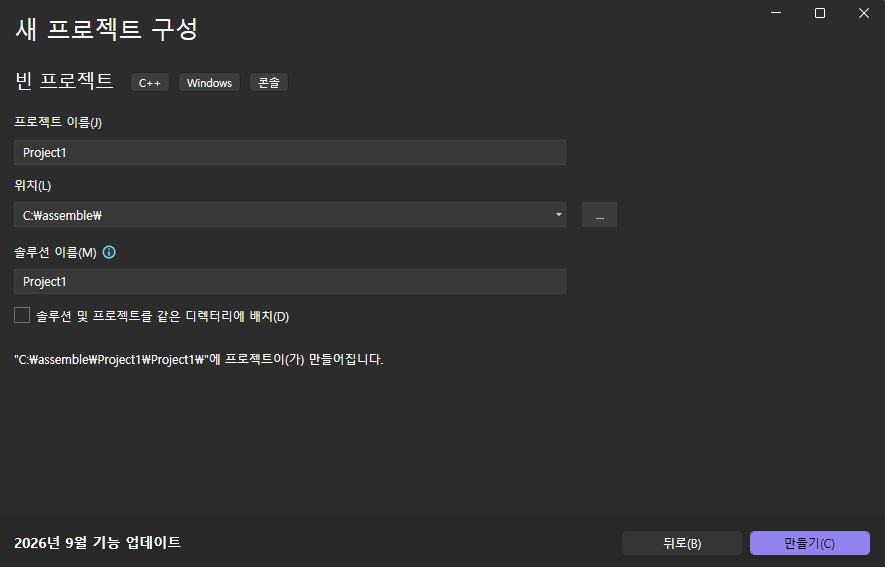 새 프로젝트 구성
빈 프로젝트 C++ Windows 콘솔
프로젝트 이름(J)
Project1
위치(L)
C:₩assemble₩
...
솔루션 이름(M)
Project1
솔루션 및 프로젝트를 같은 디렉터리에 배치(D)
"C:₩assemble₩Project1₩Project1₩"에 프로젝트이(가) 만들어집니다.
2026년 9월 기능 업데이트
뒤로(B) 만들기(C)